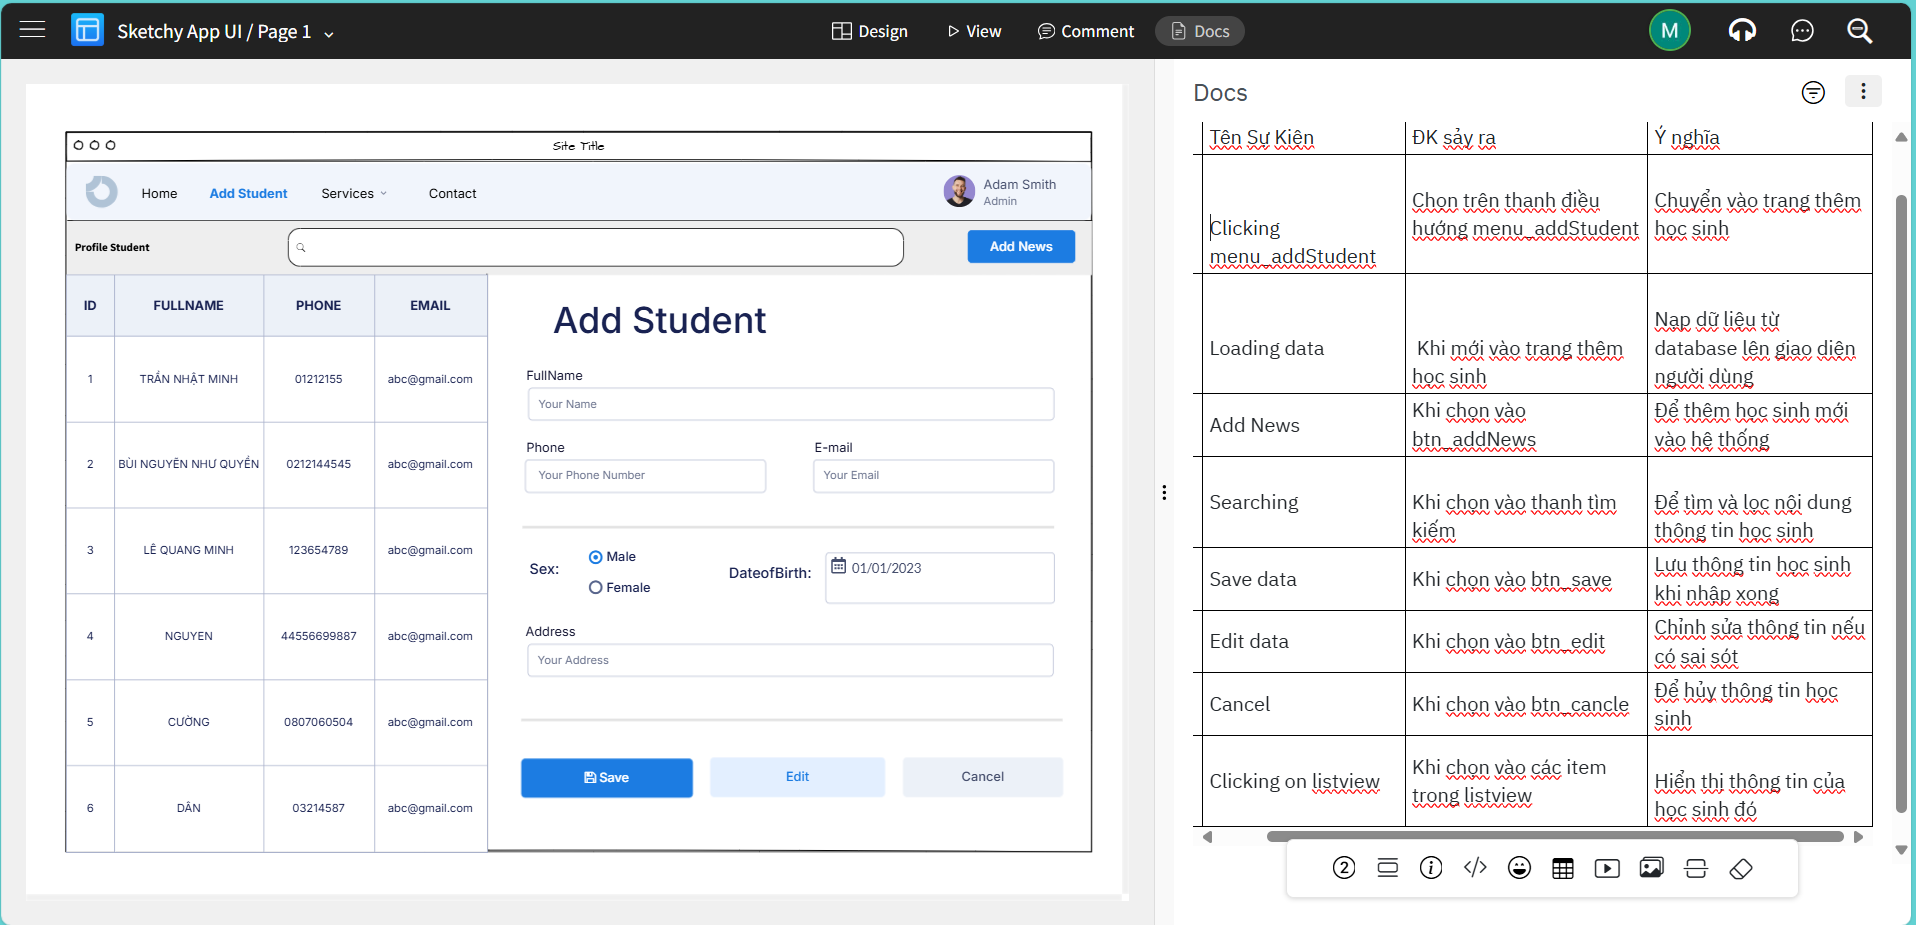 Sketchy App UI / Page 1
Design
View
Comment
Docs
M
Site Title
Home
Add Student
Services
Contact
Adam Smith
Admin
Profile Student
Add News
ID
FULLNAME
PHONE
EMAIL
1
TRẦN NHẬT MINH
01212155
abc@gmail.com
2
BÙI NGUYỄN NHƯ QUYỀN
0212144545
abc@gmail.com
3
LÊ QUANG MINH
123654789
abc@gmail.com
4
NGUYEN
44556699887
abc@gmail.com
5
CƯỜNG
0807060504
abc@gmail.com
6
DÂN
03214587
abc@gmail.com
Add Student
FullName
Your Name
Phone
E-mail
Your Phone Number
Your Email
Sex:
Male
Female
DateofBirth:
01/01/2023
Address
Your Address
Save
Edit
Cancel
Docs
Tên Sự Kiện
ĐK sảy ra
Ý nghĩa
Clicking
menu_addStudent
Chọn trên thanh điều
hướng menu_addStudent
Chuyển vào trang thêm
học sinh
Loading data
Khi mới vào trang thêm
học sinh
Nạp dữ liệu từ
database lên giao diện
người dùng
Add News
Khi chọn vào
btn_addNews
Để thêm học sinh mới
vào hệ thống
Searching
Khi chọn vào thanh tìm
kiếm
Để tìm và lọc nội dung
thông tin học sinh
Save data
Khi chọn vào btn_save
Lưu thông tin học sinh
khi nhập xong
Edit data
Khi chọn vào btn_edit
Chỉnh sửa thông tin nếu
có sai sót
Cancel
Khi chọn vào btn_cancle
Để hủy thông tin học
sinh
Clicking on listview
Khi chọn vào các item
trong listview
Hiển thị thông tin của
học sinh đó
2